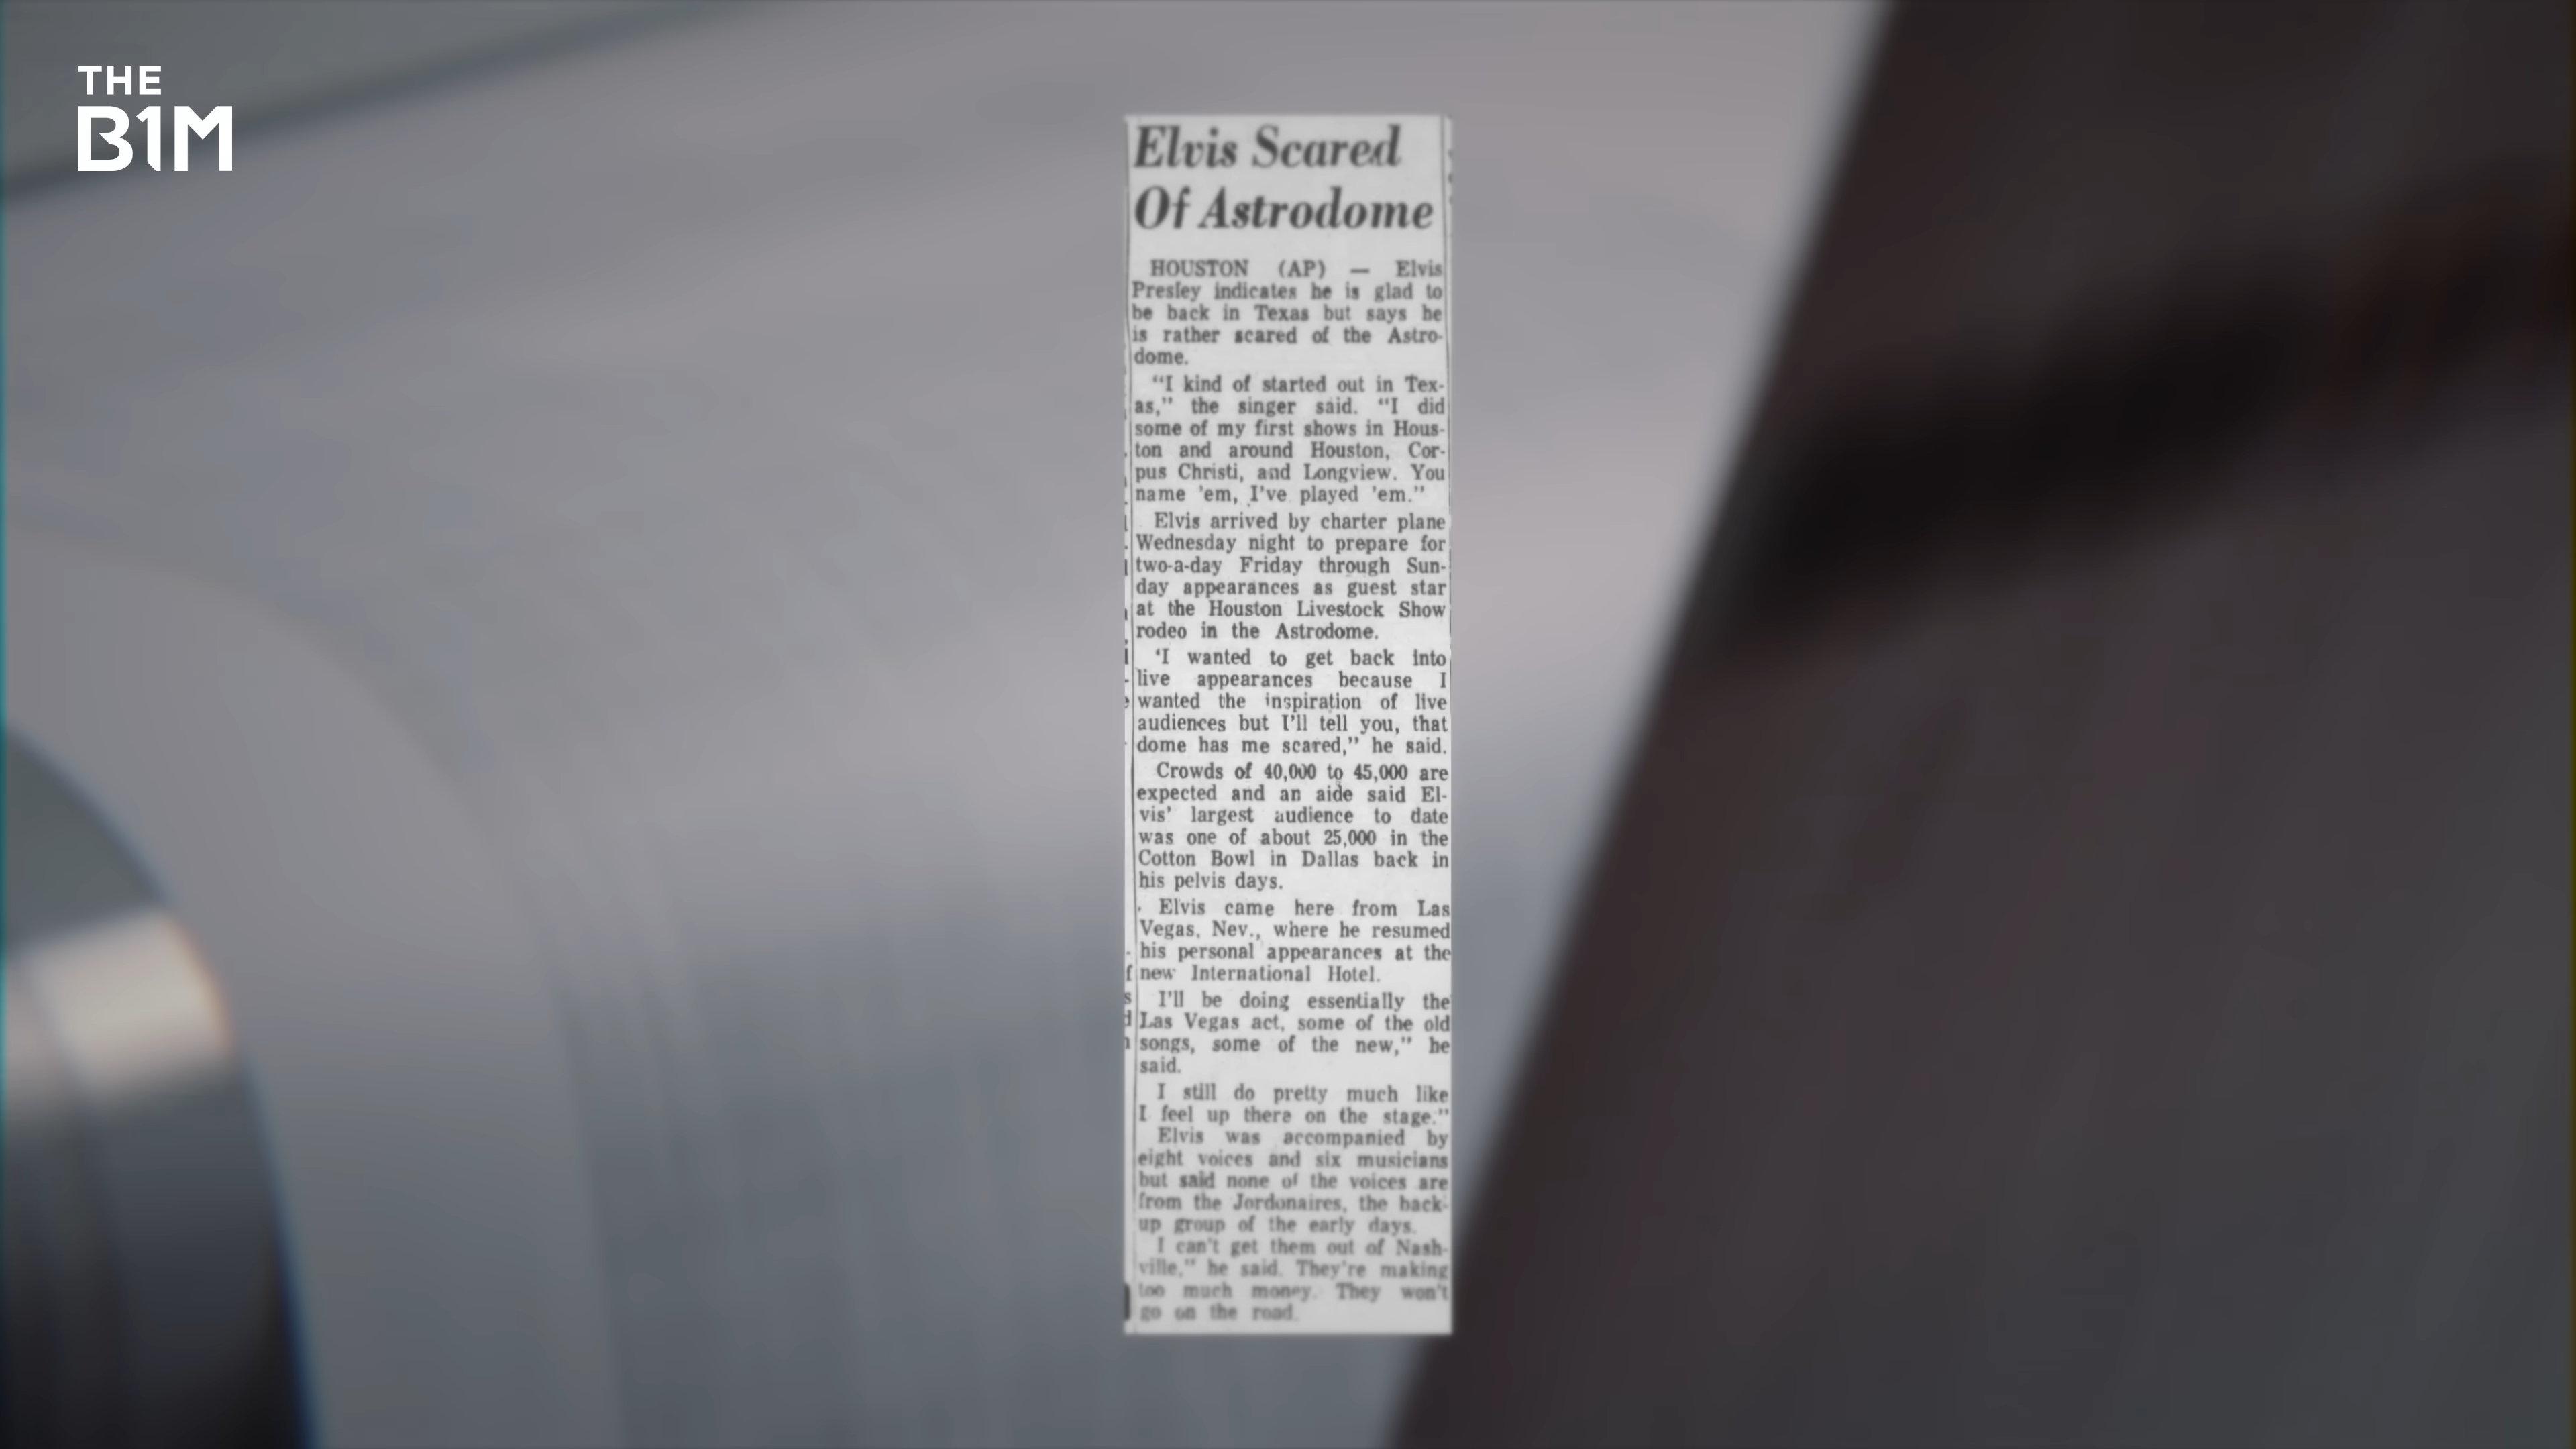 THE
B1M
Elvis Scared
Of Astrodome
HOUSTON (AP) — Elvis
Presley indicates he is glad to
be back in Texas but says he
is rather scared of the Astro-
dome.
"I kind of started out in Tex-
as," the singer said. "I did
some of my first shows in Hous-
ton and around Houston, Cor-
pus Christi, and Longview. You
name 'em, I've played 'em."
Elvis arrived by charter plane
Wednesday night to prepare for
two-a-day Friday through Sun-
day appearances as guest star
at the Houston Livestock Show
rodeo in the Astrodome.
'I wanted to get back into
live appearances because I
wanted the inspiration of live
audiences but I'll tell you, that
dome has me scared," he said.
Crowds of 40,000 to 45,000 are
expected and an aide said El-
vis' largest audience to date
was one of about 25,000 in the
Cotton Bowl in Dallas back in
his pelvis days.
Elvis came here from Las
Vegas, Nev., where he resumed
his personal appearances at the
new International Hotel.
I'll be doing essentially the
Las Vegas act, some of the old
songs, some of the new," he
said.
I still do pretty much like
I feel up there on the stage."
Elvis was accompanied by
eight voices and six musicians
but said none of the voices are
from the Jordonaires, the back-
up group of the early days.
I can't get them out of Nash-
ville," he said. They're making
too much money. They won't
go on the road.